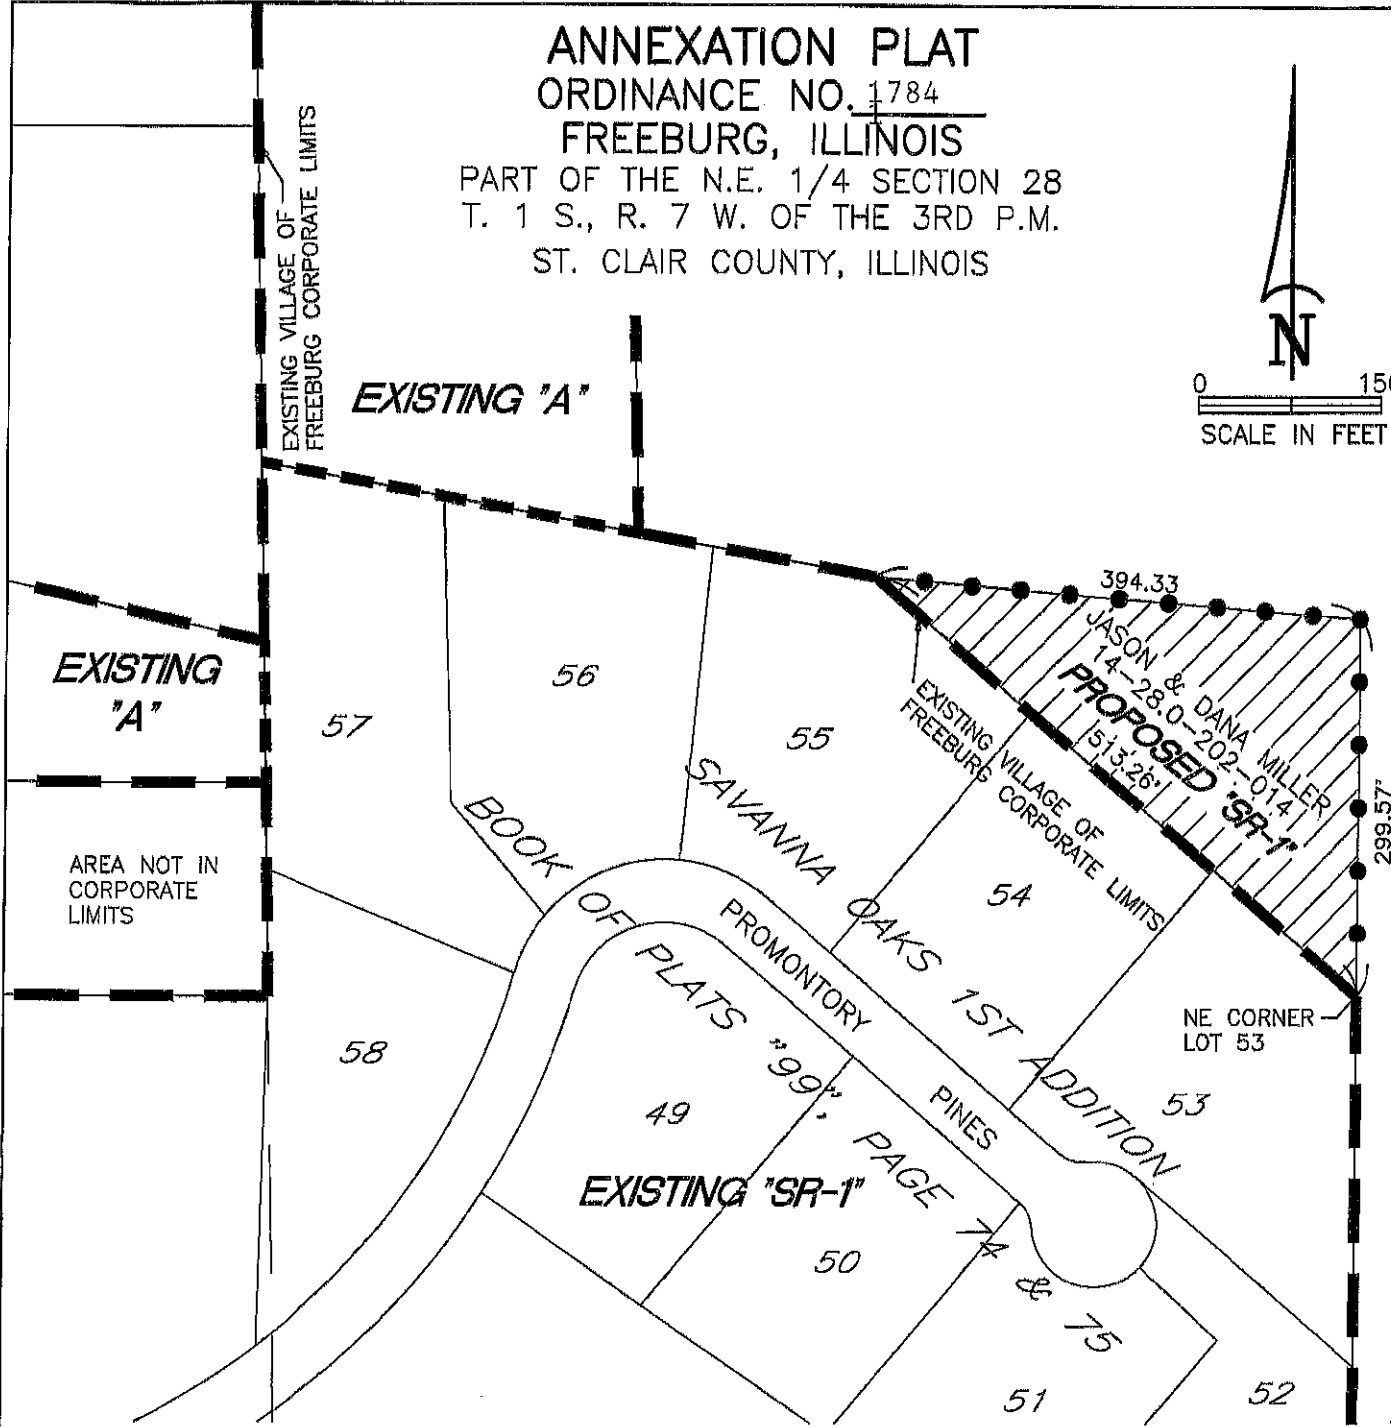 ANNEXATION PLAT
ORDINANCE NO. 1784
FREEBURG, ILLINOIS
PART OF THE N.E. 1/4 SECTION 28
T. 1 S., R. 7 W. OF THE 3RD P.M.
ST. CLAIR COUNTY, ILLINOIS
N
0 150
SCALE IN FEET
EXISTING VILLAGE OF
FREEBURG CORPORATE LIMITS
EXISTING "A"
394.33
JASON & DANA MILLER
14-28.0-202-014
PROPOSED "SR-1"
513.26'
299.57'
EXISTING VILLAGE OF
FREEBURG CORPORATE LIMITS
EXISTING
"A"
57
56
55
54
AREA NOT IN
CORPORATE
LIMITS
SAVANNA OAKS 1ST ADDITION
BOOK OF PLATS "99", PAGE 74 & 75
PROMONTORY PINES
NE CORNER
LOT 53
58
49
53
EXISTING "SR-1"
50
51
52